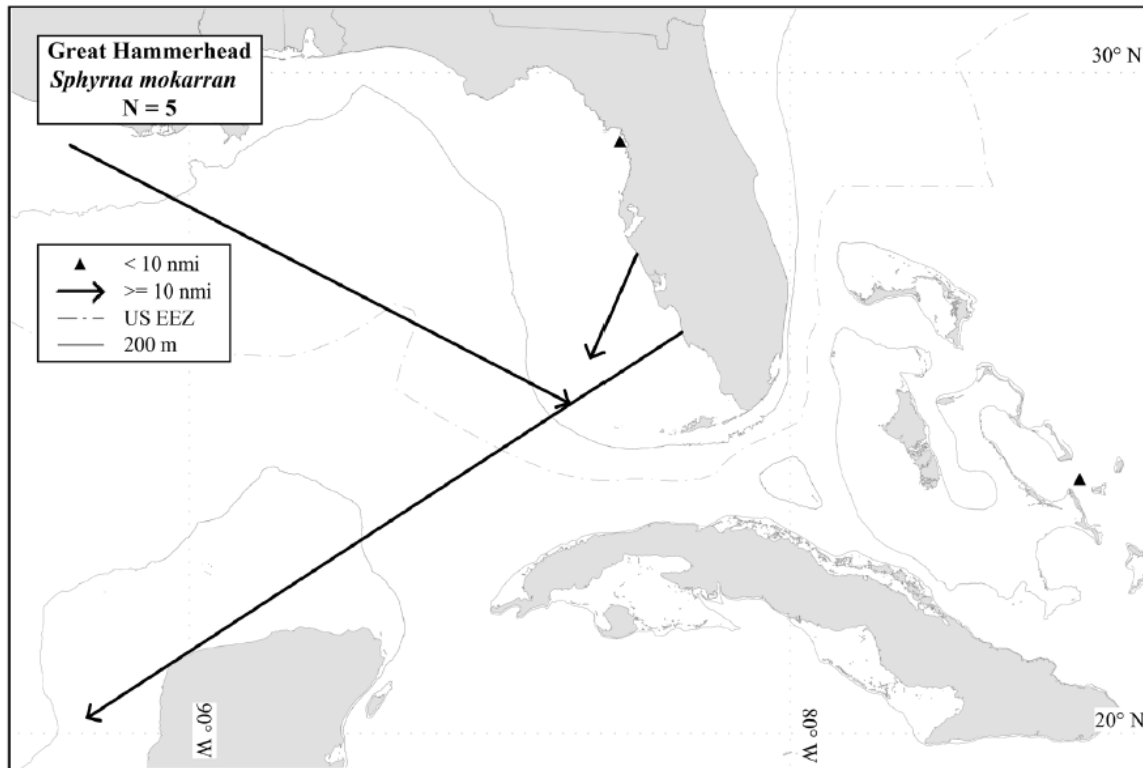 Great Hammerhead
Sphyrna mokarran
N = 5
30° N
< 10 nmi
>= 10 nmi
US EEZ
200 m
90° W
80° W
20° N